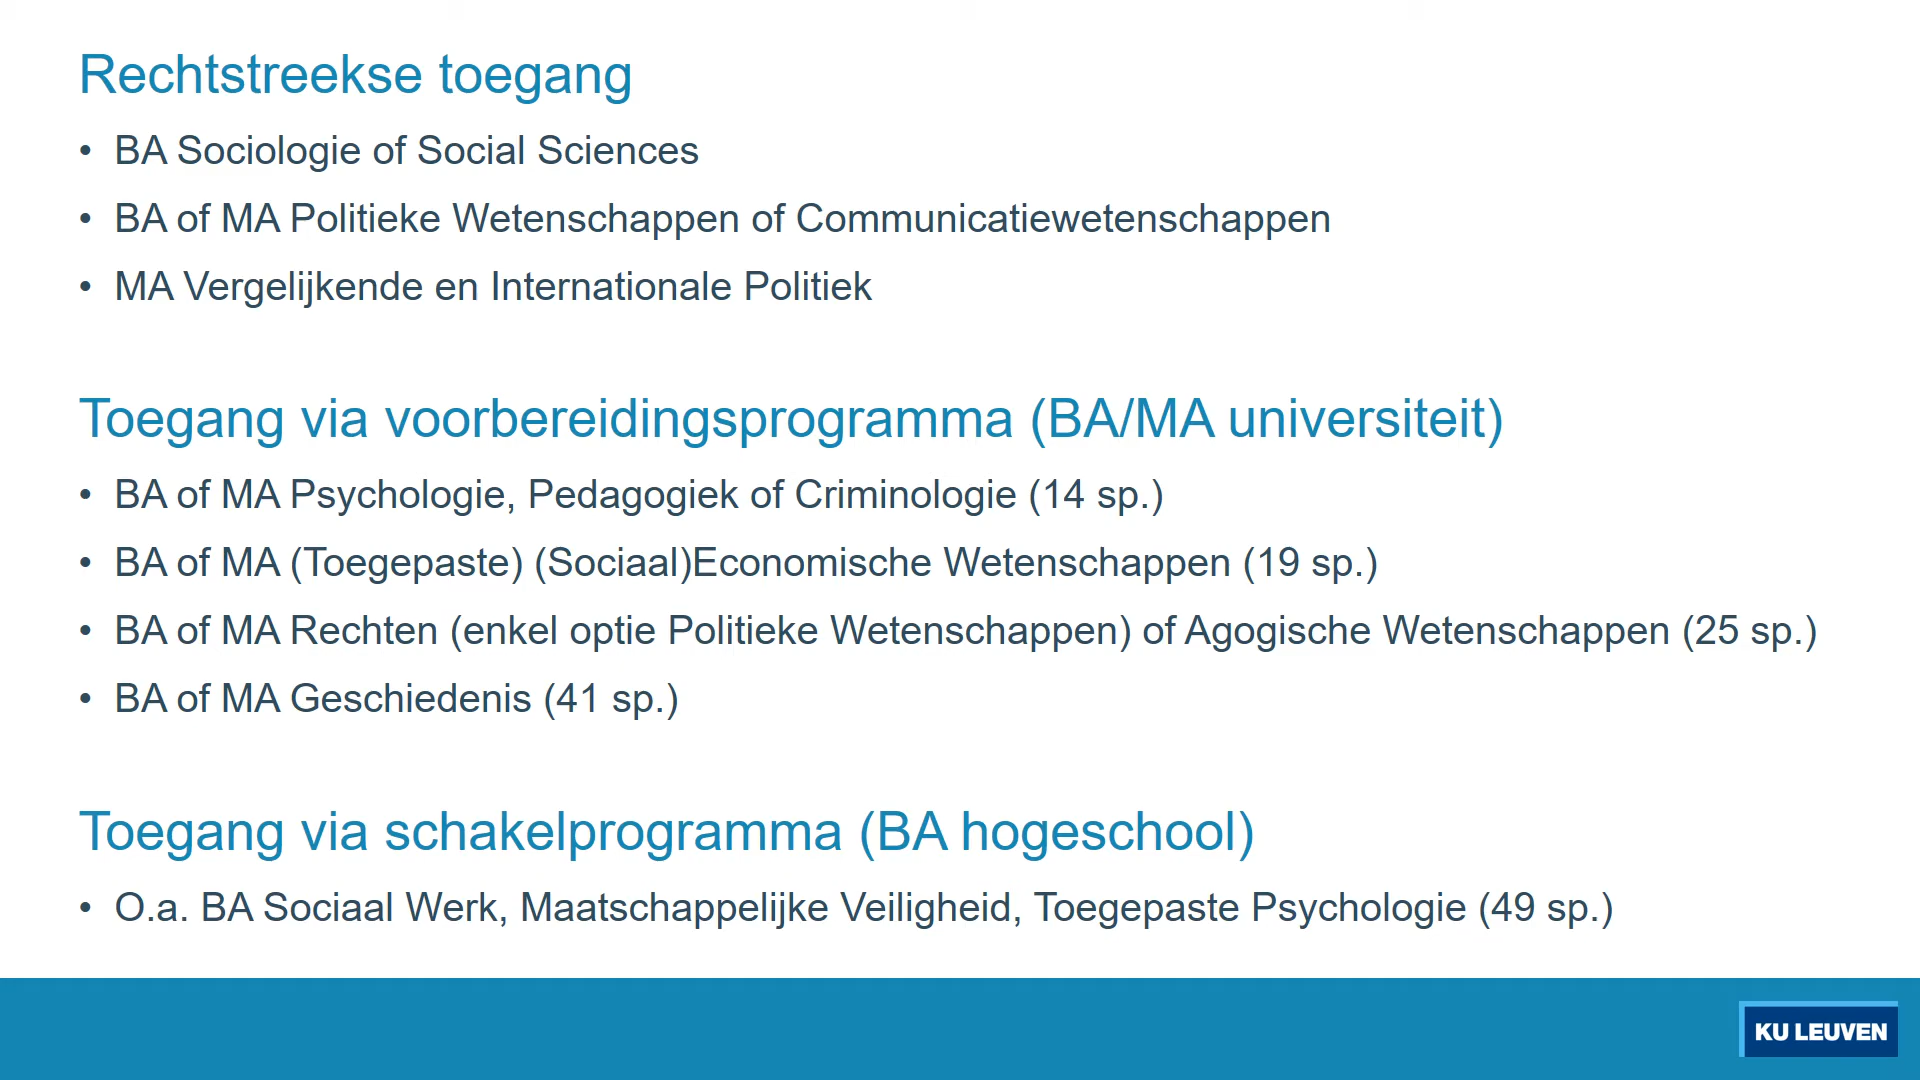 Rechtstreekse toegang
• BA Sociologie of Social Sciences
• BA of MA Politieke Wetenschappen of Communicatiewetenschappen
• MA Vergelijkende en Internationale Politiek
Toegang via voorbereidingsprogramma (BA/MA universiteit)
• BA of MA Psychologie, Pedagogiek of Criminologie (14 sp.)
• BA of MA (Toegepaste) (Sociaal)Economische Wetenschappen (19 sp.)
• BA of MA Rechten (enkel optie Politieke Wetenschappen) of Agogische Wetenschappen (25 sp.)
• BA of MA Geschiedenis (41 sp.)
Toegang via schakelprogramma (BA hogeschool)
• O.a. BA Sociaal Werk, Maatschappelijke Veiligheid, Toegepaste Psychologie (49 sp.)
KU LEUVEN